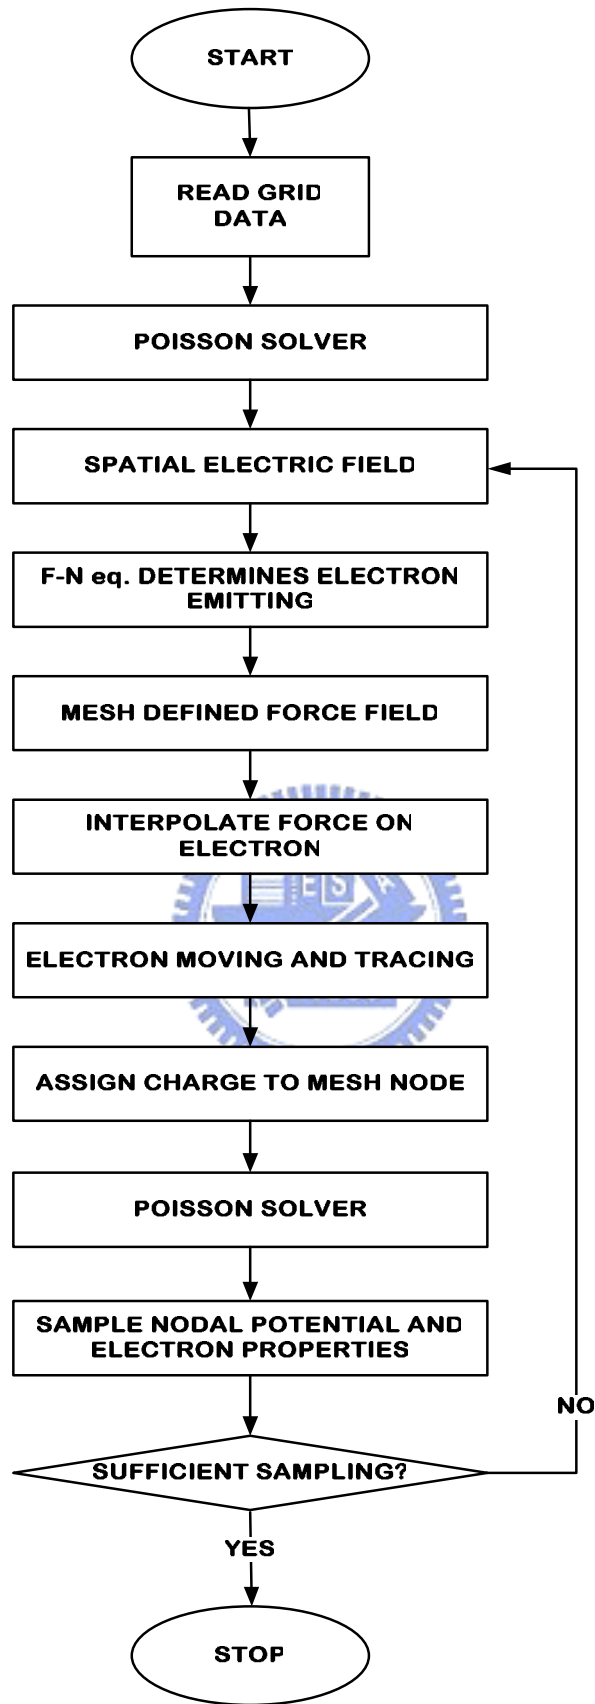 START
READ GRID
DATA
POISSON SOLVER
SPATIAL ELECTRIC FIELD
F-N eq. DETERMINES ELECTRON
EMITTING
MESH DEFINED FORCE FIELD
INTERPOLATE FORCE ON
ELECTRON
ES
ELECTRON MOVING AND TRACING
ASSIGN CHARGE TO MESH NODE
POISSON SOLVER
SAMPLE NODAL POTENTIAL AND
ELECTRON PROPERTIES
NO
SUFFICIENT SAMPLING?
YES
STOP